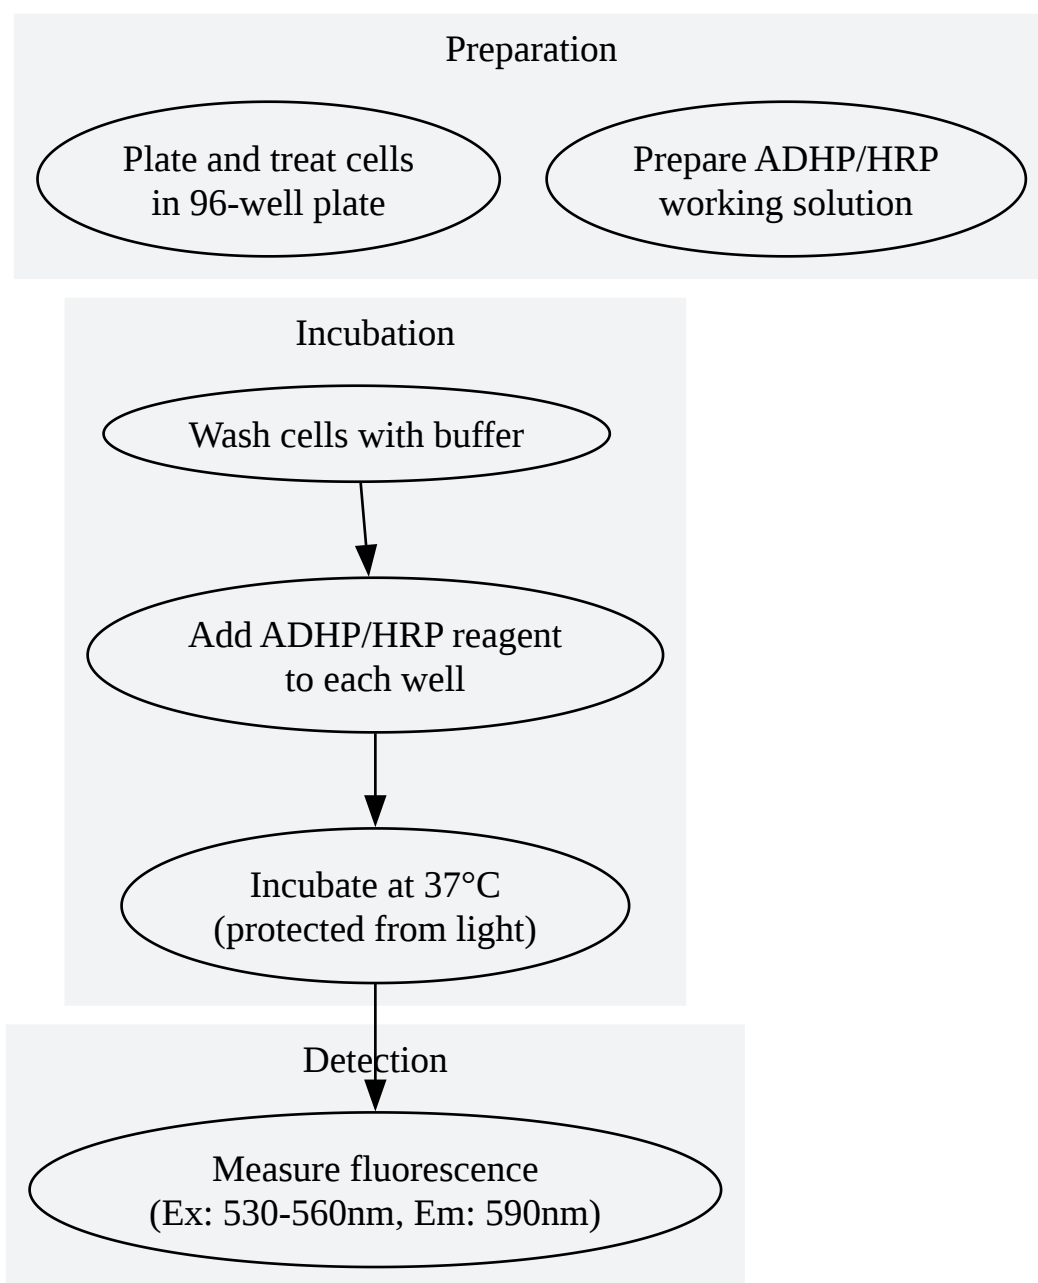 Preparation
Plate and treat cells
in 96-well plate
Prepare ADHP/HRP
working solution
Incubation
Wash cells with buffer
Add ADHP/HRP reagent
to each well
Incubate at 37°C
(protected from light)
Detection
Measure fluorescence
(Ex: 530-560nm, Em: 590nm)